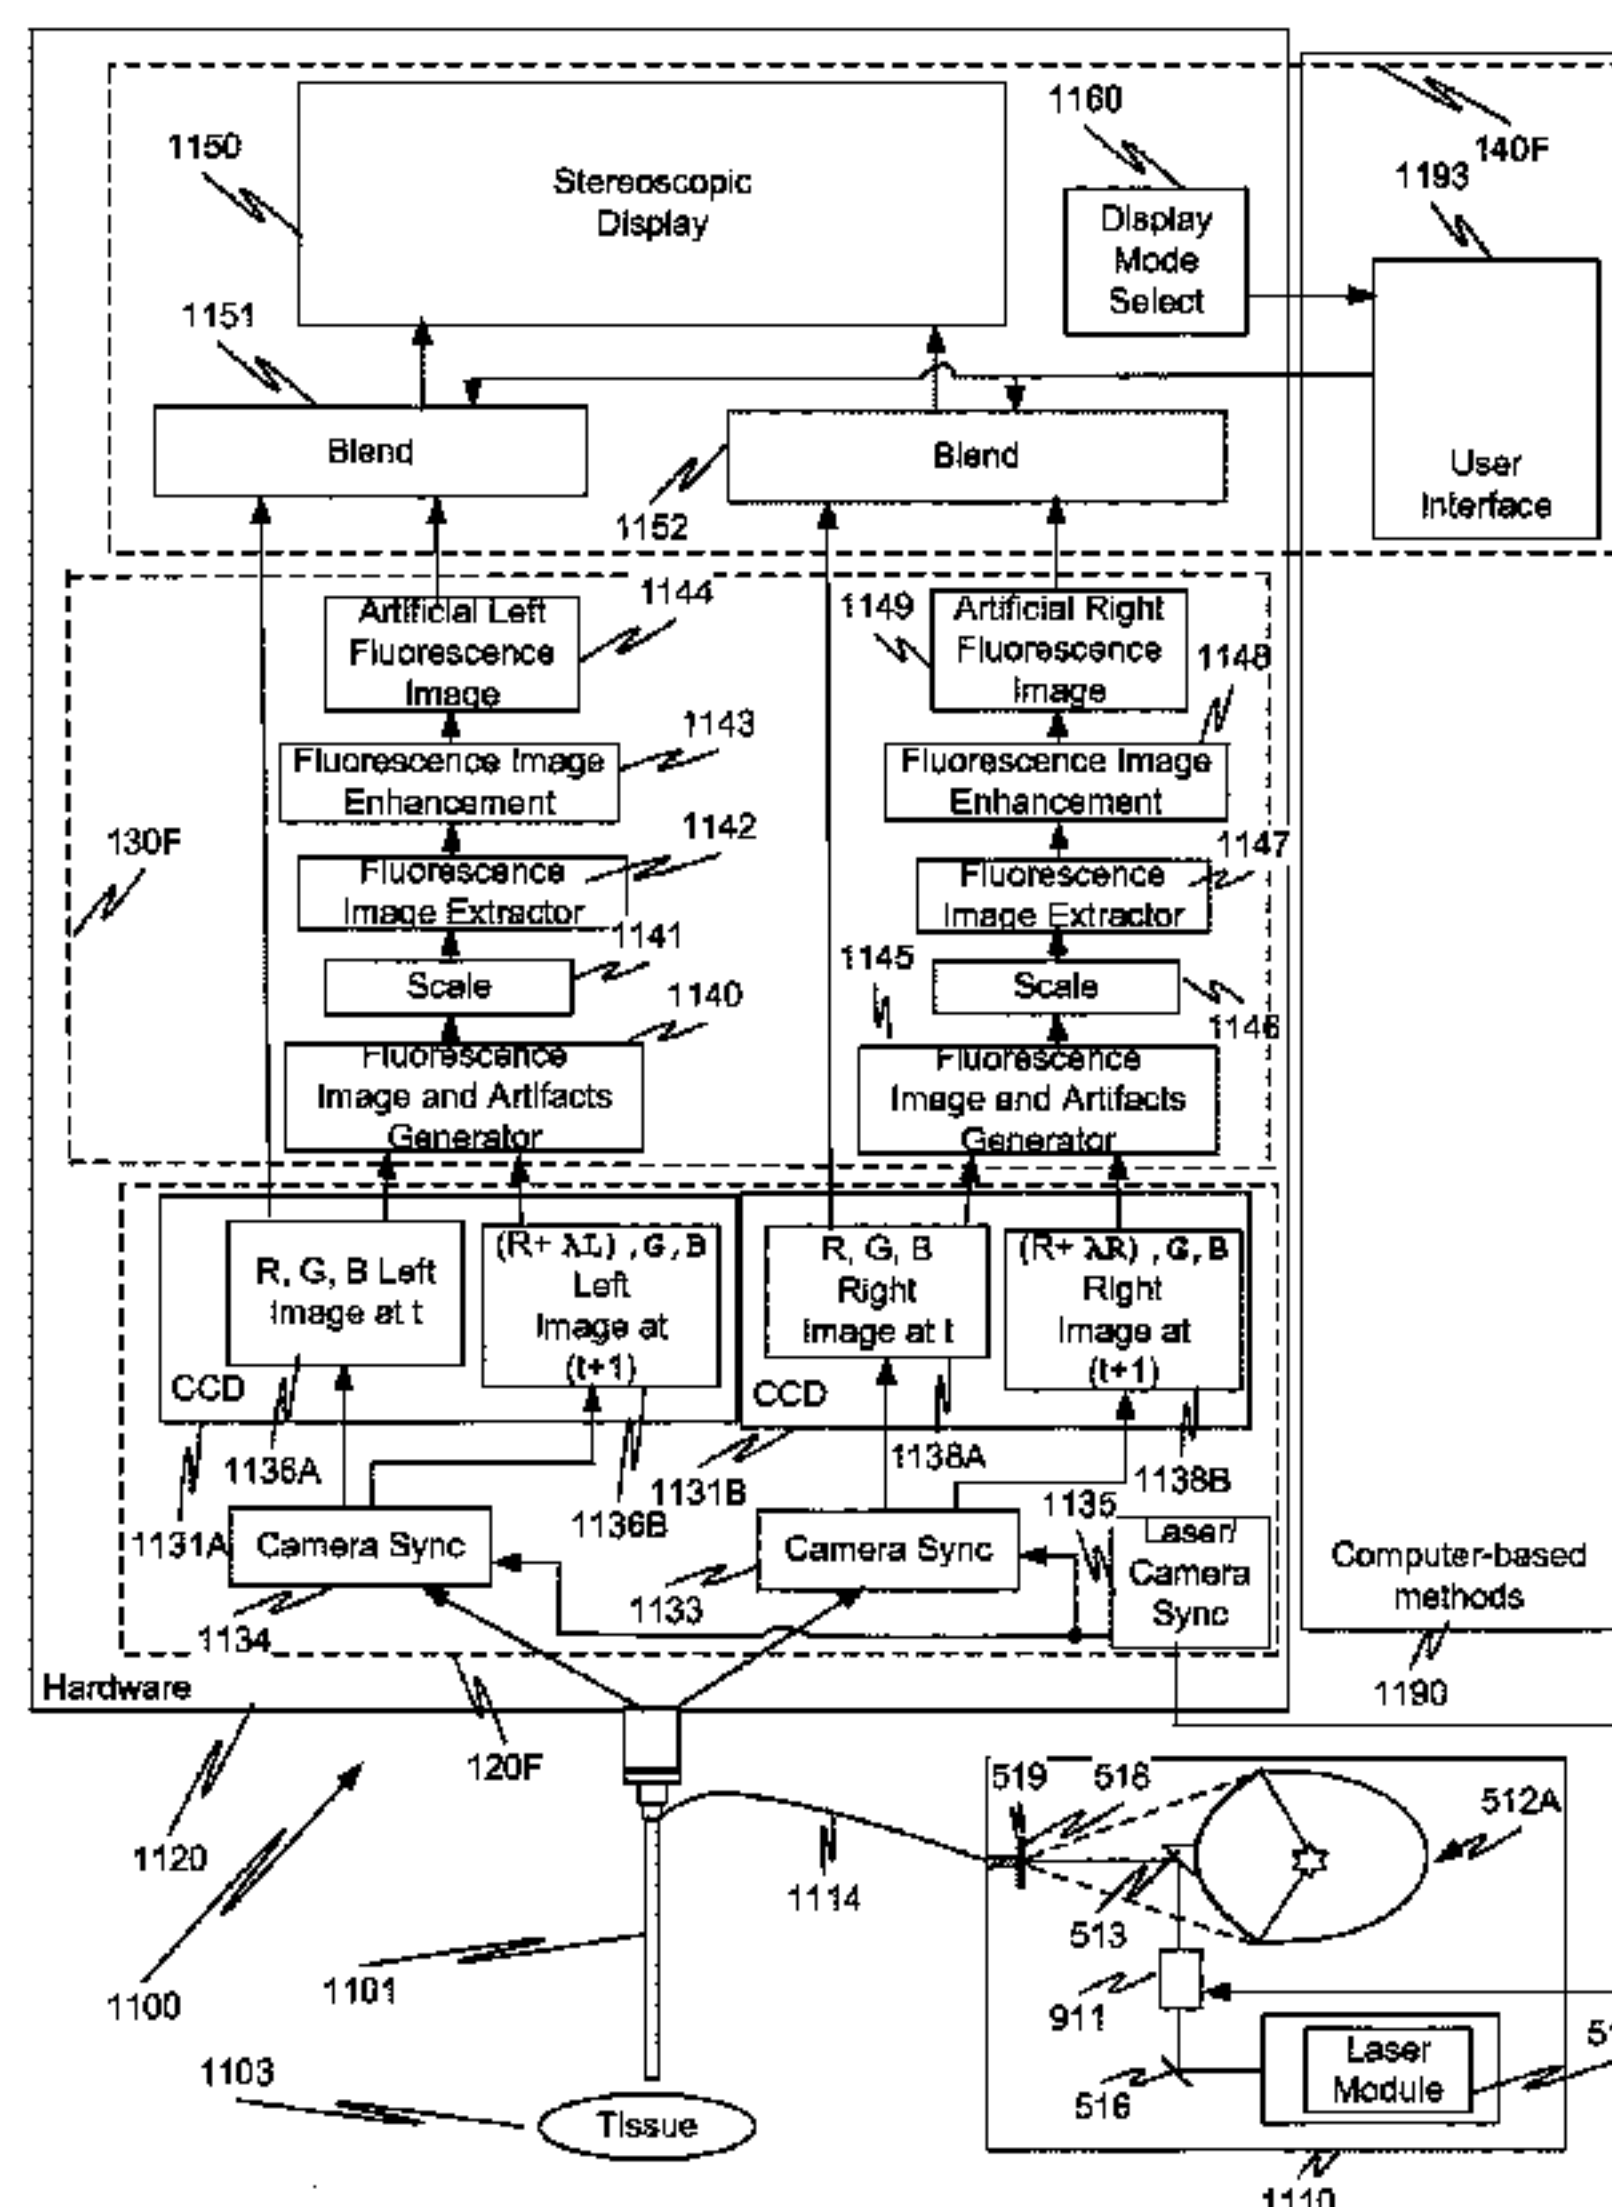 1160
140F
1150
Stereoscopic
Display
1193
Display
Mode
Select
1151
Blend
Blend
User
Interface
1152
Artificial Left
Fluorescence
Image
1144
1149
Artificial Right
Fluorescence
Image
1148
Fluorescence Image
Enhancement
1143
Fluorescence Image
Enhancement
130F
Fluorescence
Image Extractor
1142
Fluorescence
Image Extractor
1147
1141
Scale
1145
Scale
1146
1140
Fluorescence
Image and Artifacts
Generator
Fluorescence
Image and Artifacts
Generator
R, G, B Left
Image at t
(R+ λL) , G, B
Left
Image at
(t+1)
R, G, B
Right
Image at t
(R+ λR) , G, B
Right
Image at
(t+1)
CCD
CCD
1136A
1138A
1138B
1131B
1135
1136B
1131A
Camera Sync
Camera Sync
Laser/
Camera
Sync
Computer-based
methods
1134
1133
Hardware
1190
120F
519
518
512A
1120
1114
513
1101
1100
911
1103
Laser
Module
516
Tissue
1110